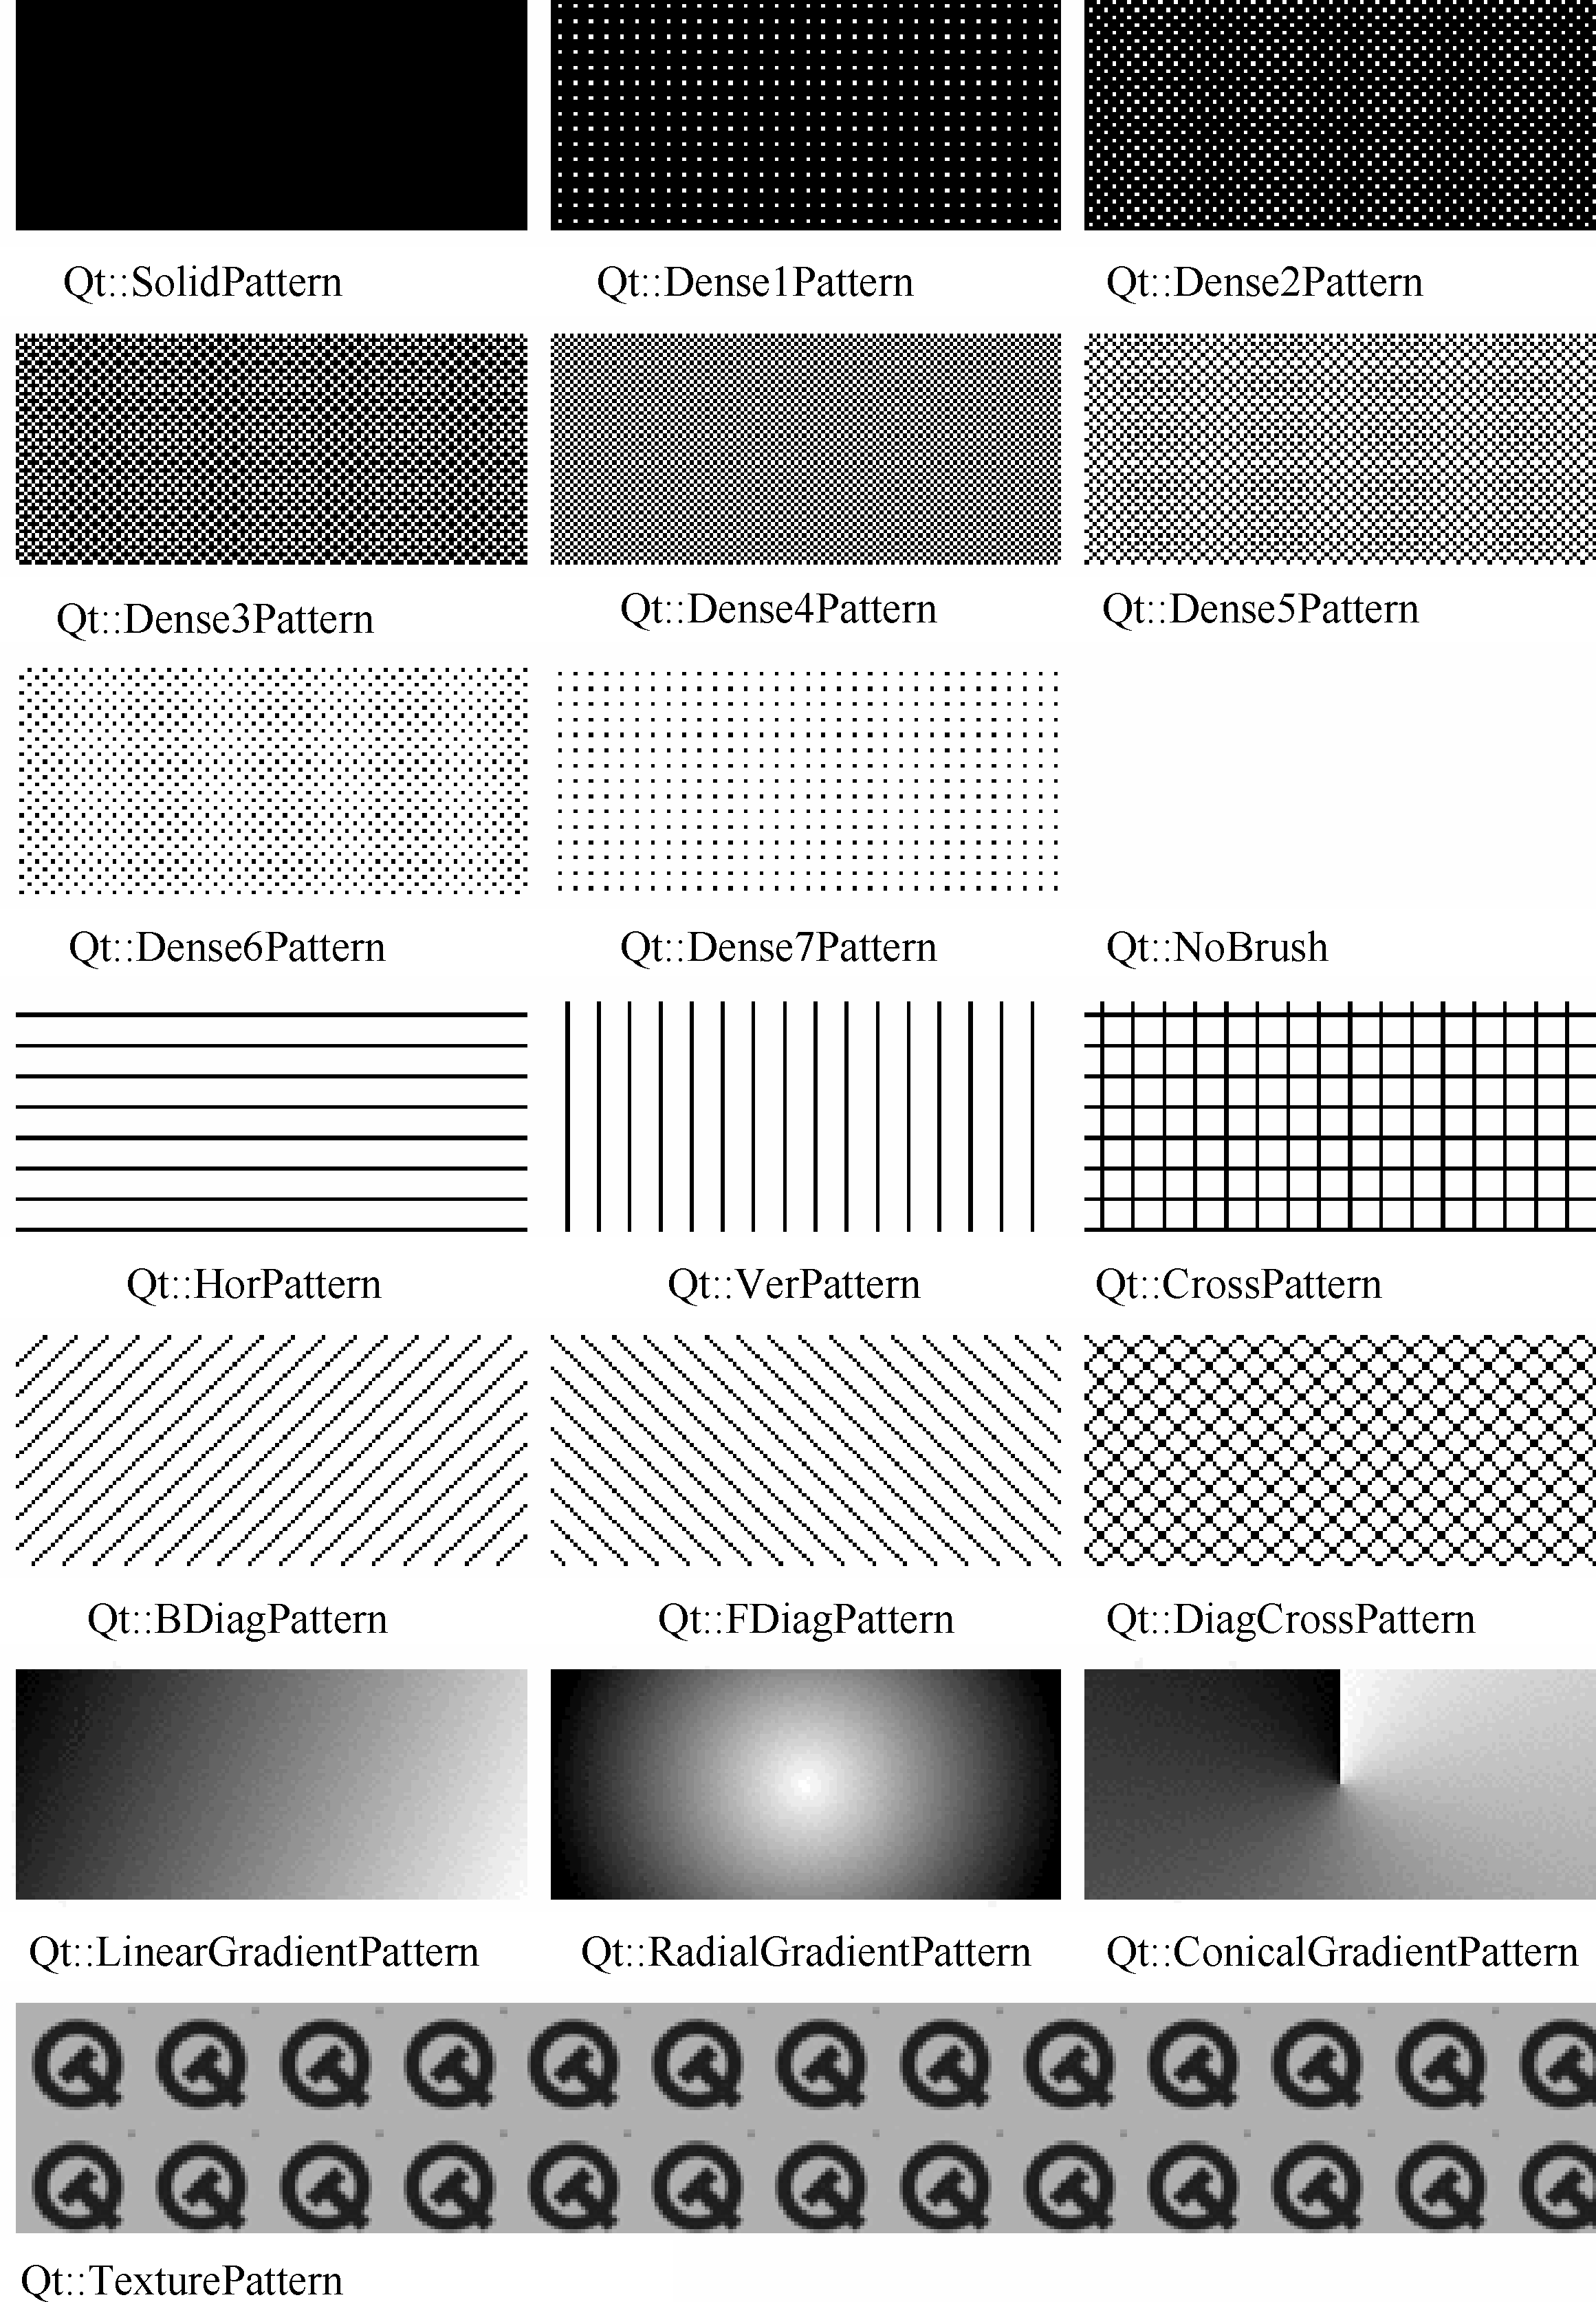 Qt::SolidPattern
Qt::Dense1Pattern
Qt::Dense2Pattern
Qt::Dense3Pattern
Qt::Dense4Pattern
Qt::Dense5Pattern
Qt::Dense6Pattern
Qt::Dense7Pattern
Qt::NoBrush
Qt::HorPattern
Qt::VerPattern
Qt::CrossPattern
Qt::BDiagPattern
Qt::FDiagPattern
Qt::DiagCrossPattern
Qt::LinearGradientPattern
Qt::RadialGradientPattern
Qt::ConicalGradientPattern
Qt::TexturePattern